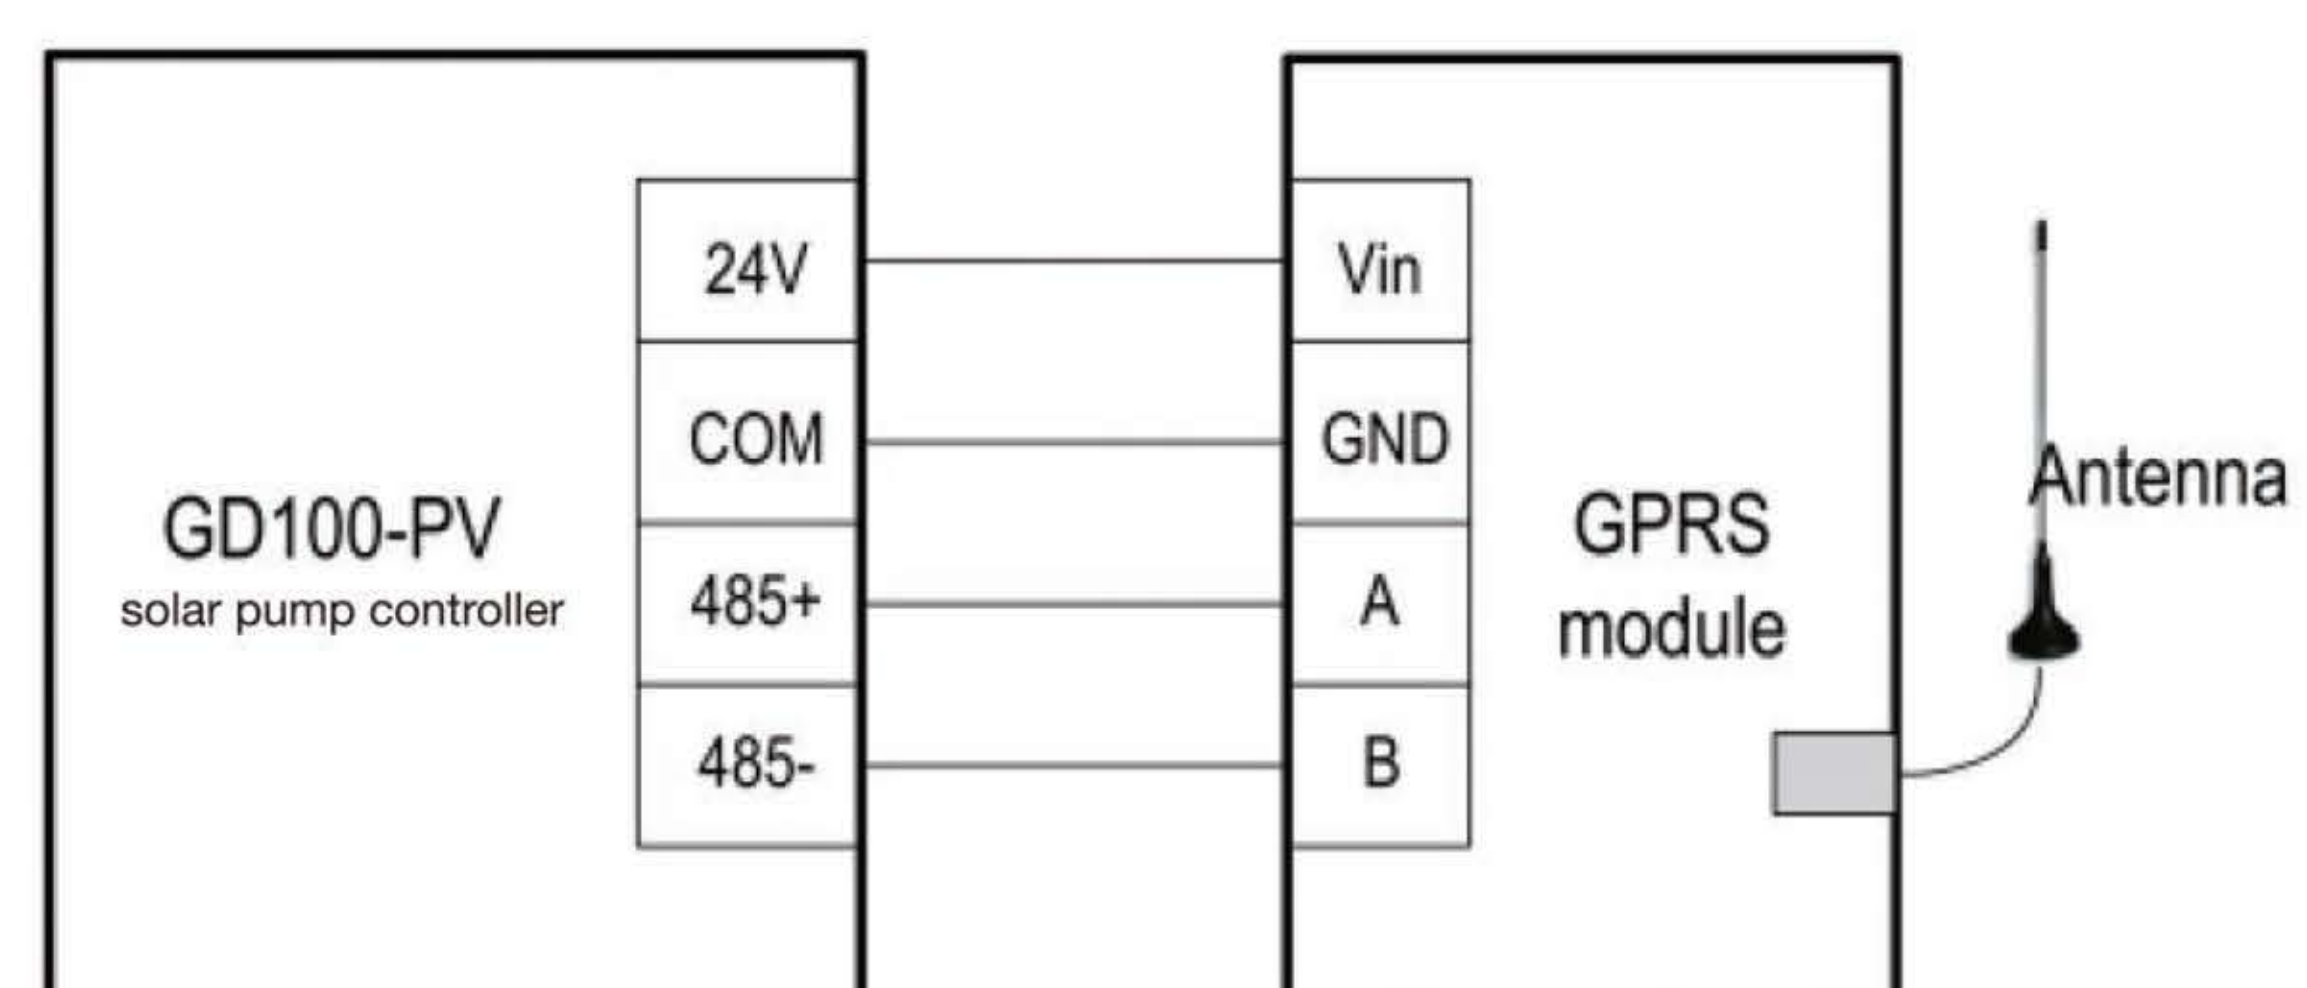 GD100-PV
solar pump controller
24V
COM
485+
485-
Vin
GND
A
B
GPRS
module
Antenna